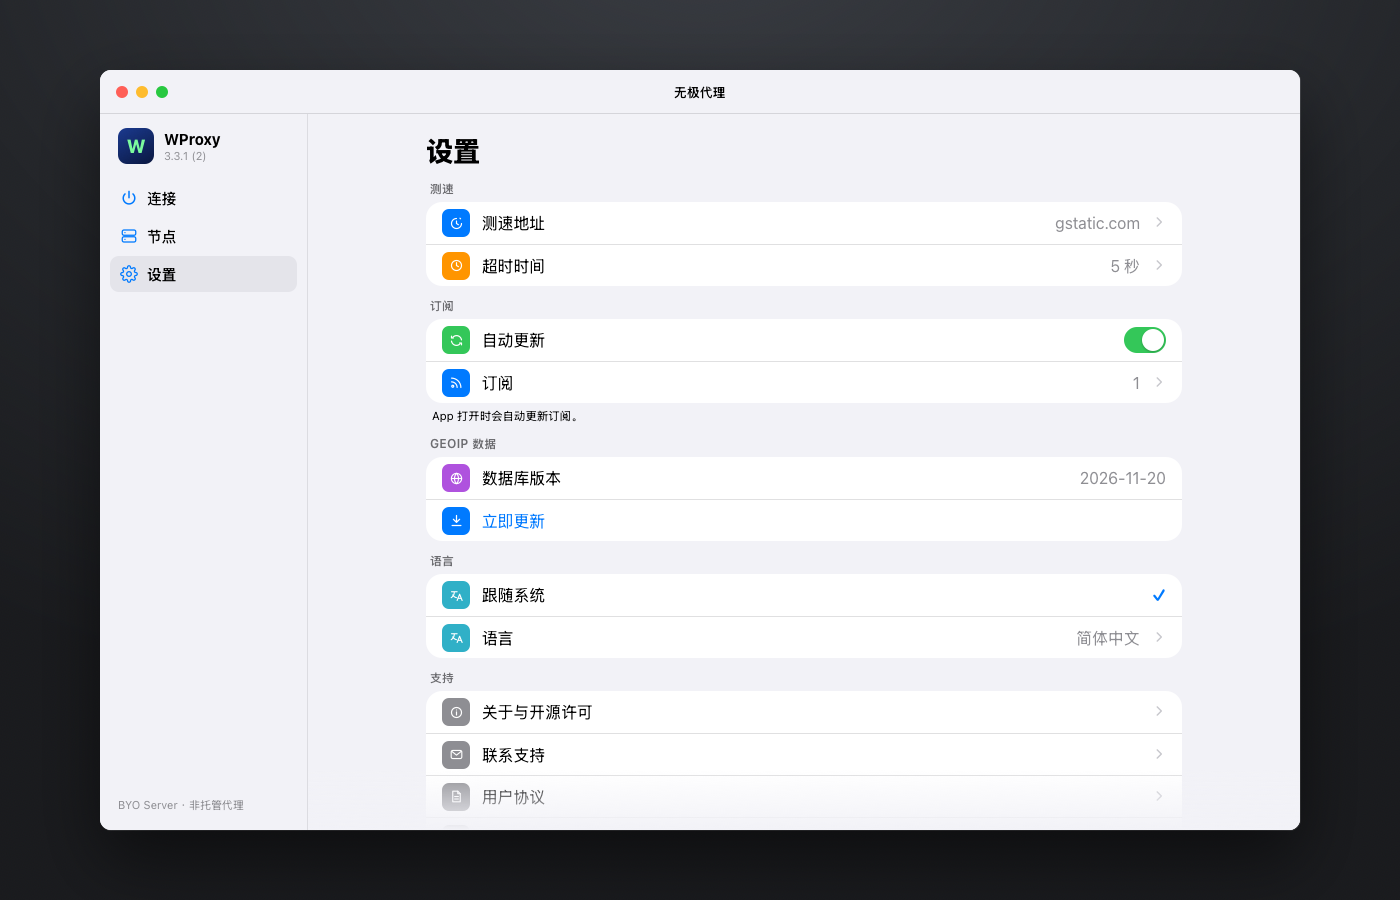 无极代理
W
WProxy
3.3.1 (2)
连接
节点
设置
BYO Server · 非托管代理
设置
测速
测速地址 gstatic.com
超时时间 5 秒
订阅
自动更新
订阅 1
App 打开时会自动更新订阅。
GEOIP 数据
数据库版本 2026-11-20
立即更新
语言
跟随系统
语言 简体中文
支持
关于与开源许可
联系支持
用户协议